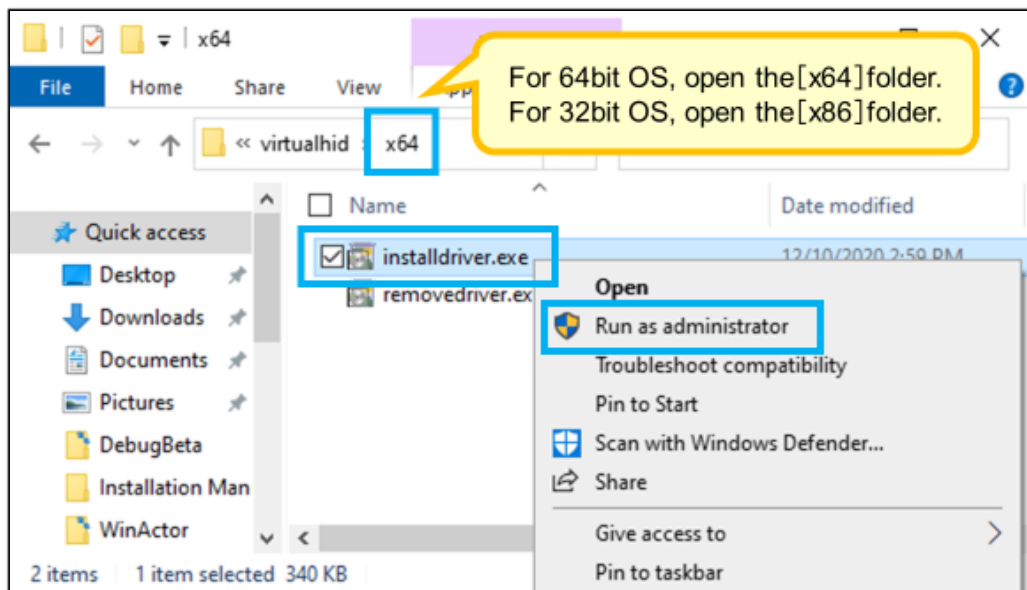 x64
For 64bit OS, open the[x64]folder.
For 32bit OS, open the[x86]folder.
File Home Share View
« virtualhid x64
Name Date modified
Quick access
installdriver.exe 12/10/2020 2:59 PM
Desktop
removedriver.ex
Open
Downloads
Run as administrator
Documents
Troubleshoot compatibility
Pictures
Pin to Start
DebugBeta
Scan with Windows Defender...
Installation Man
Share
WinActor
Give access to
2 items 1 item selected 340 KB
Pin to taskbar